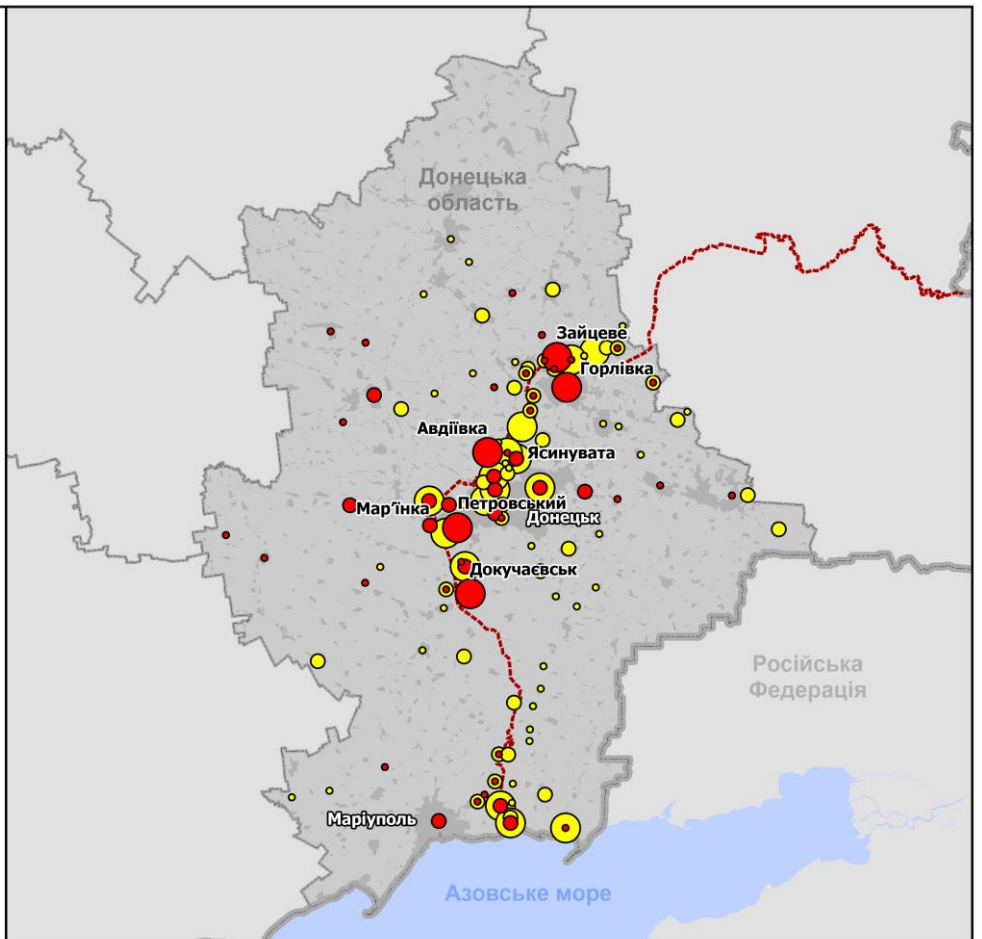 Донецька
область
Зайцеве
Горлівка
Авдіївка
Ясинувата
Мар'їнка
Петровський
Донецьк
Докучаєвськ
Російська
Федерація
Маріуполь
Азовське море